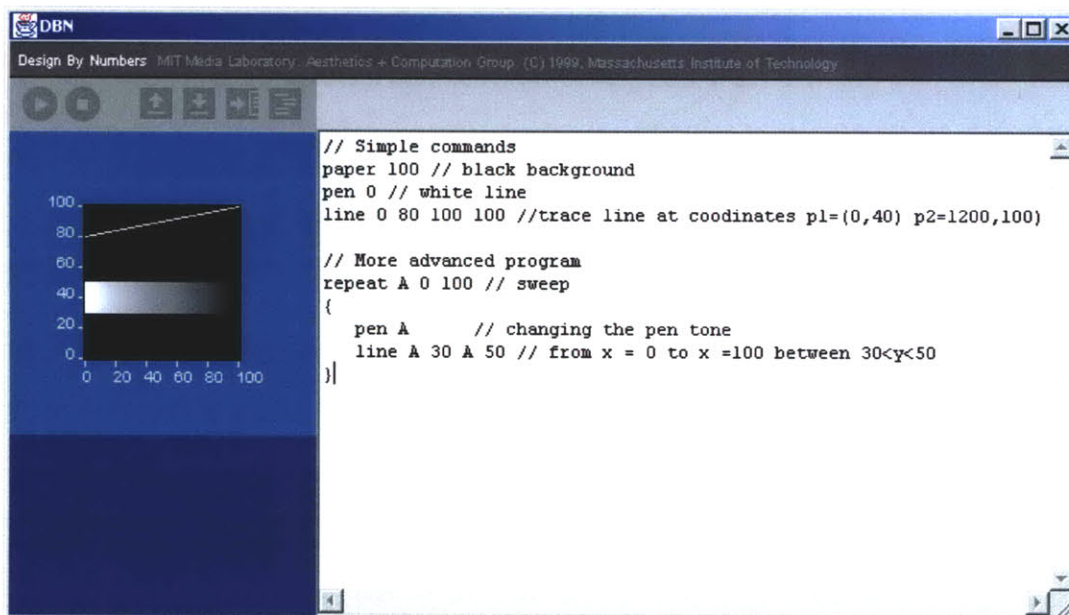 DBN
Design By Numbers MIT Media Laboratory. Aesthetics + Computation Group. (C) 1999, Massachusetts Institute of Technology
// Simple commands
paper 100 // black background
pen 0 // white line
line 0 80 100 100 //trace line at coodinates p1=(0,40) p2=1200,100)
// More advanced program
repeat A 0 100 // sweep
{
pen A // changing the pen tone
line A 30 A 50 // from x = 0 to x =100 between 30<y<50
}
100
80
60
40
20
0
0 20 40 60 80 100